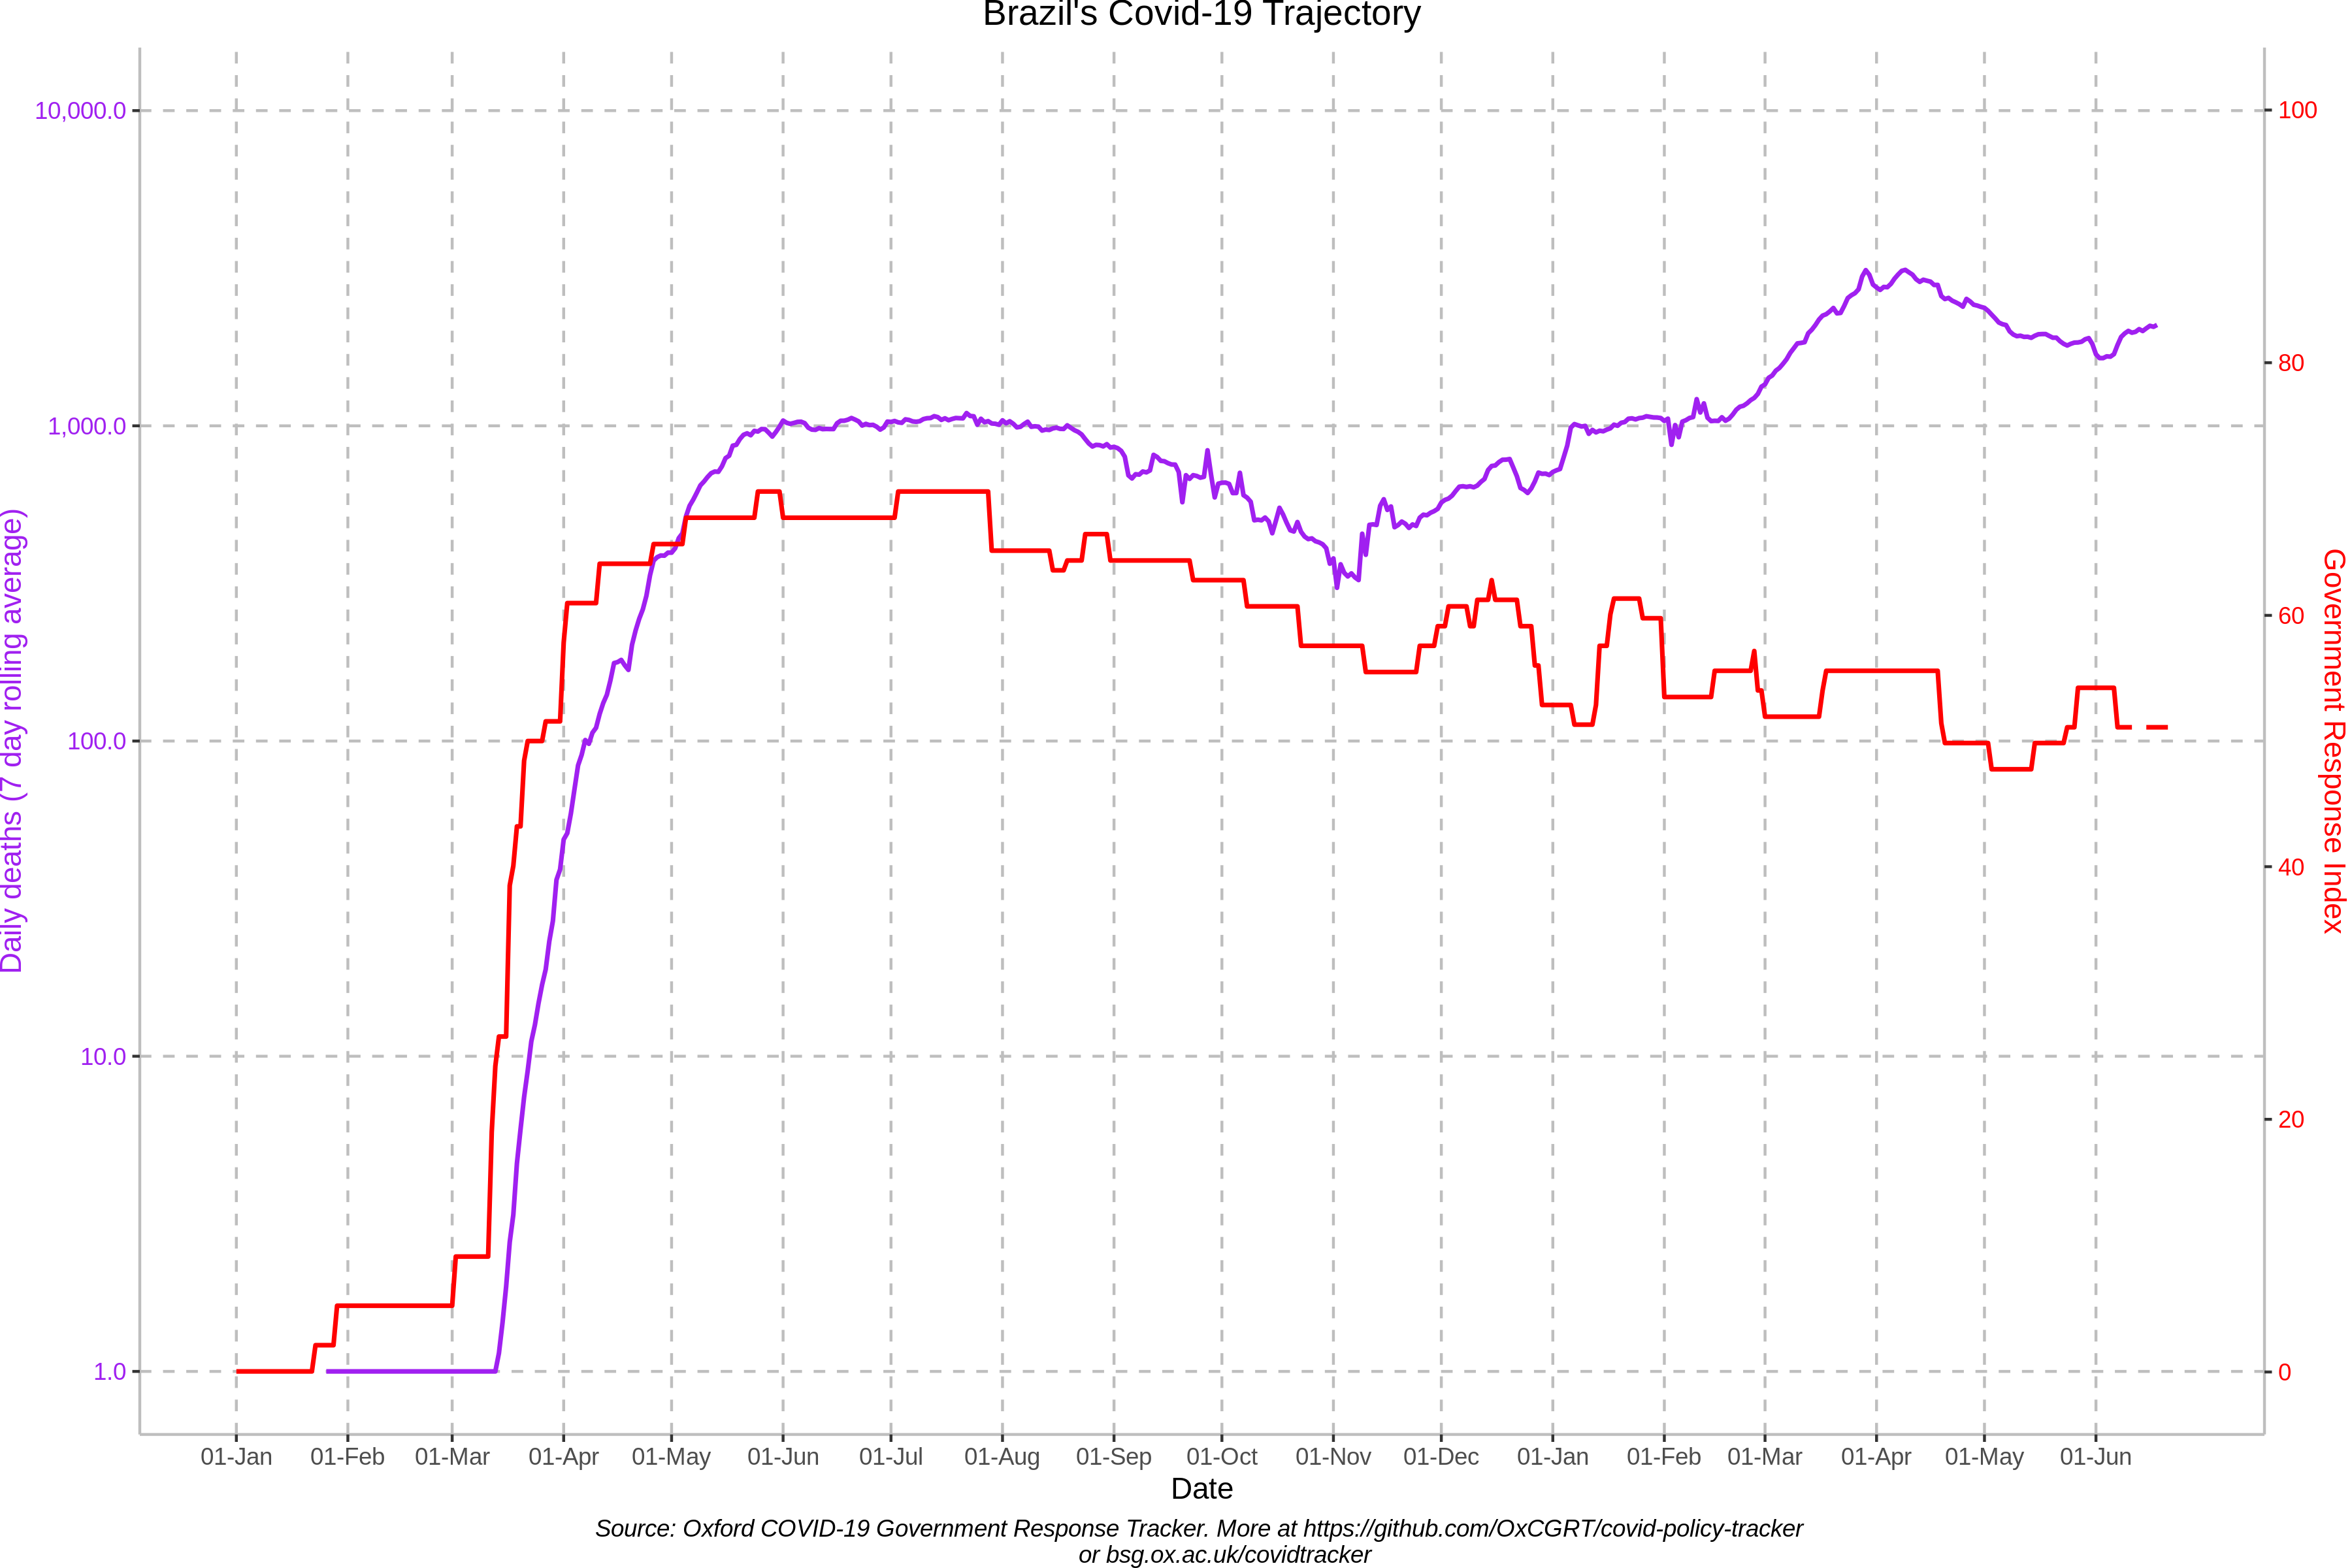 Brazil's Covid-19 Trajectory
10,000.0
1,000.0
100.0
10.0
1.0
Daily deaths (7 day rolling average)
100
80
60
40
20
0
Government Response Index
01-Jan 01-Feb 01-Mar 01-Apr 01-May 01-Jun 01-Jul 01-Aug 01-Sep 01-Oct 01-Nov 01-Dec 01-Jan 01-Feb 01-Mar 01-Apr 01-May 01-Jun
Date
Source: Oxford COVID-19 Government Response Tracker. More at https://github.com/OxCGRT/covid-policy-tracker
or bsg.ox.ac.uk/covidtracker